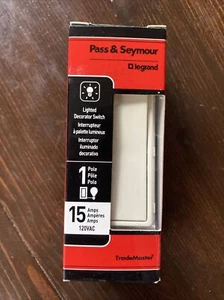 Pass & Seymour
legrand
Lighted
Decorator Switch
Interrupteur
à palette lumineux
Interruptor
iluminado
decorativo
1 Pole
Pôle
Polo
15 Amps
Ampères
Amps
120VAC
TradeMaster